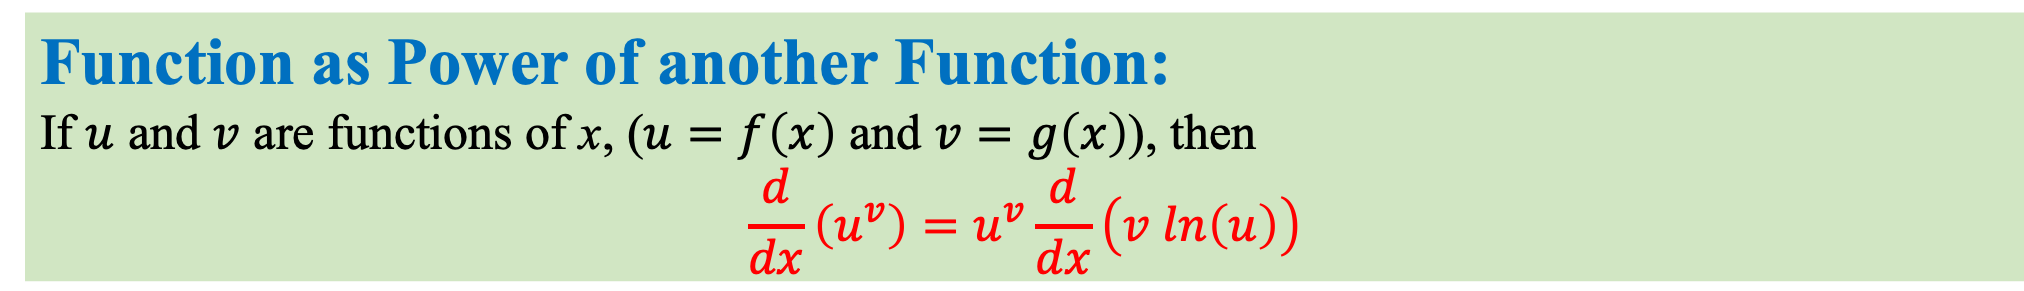 Function as Power of another Function:
If u and v are functions of x, (u = f(x) and v = g(x)), then
d/dx (u^v) = u^v d/dx (v ln(u))